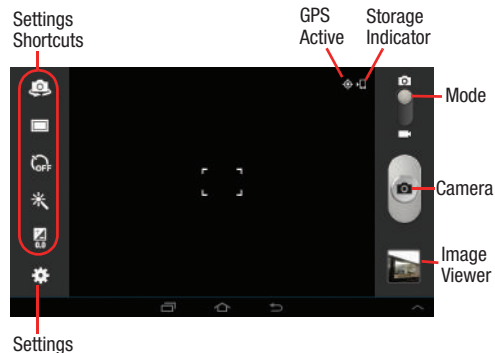 Settings
Shortcuts
GPS
Active
Storage
Indicator
Mode
OFF
Camera
0.0
Image
Viewer
Settings